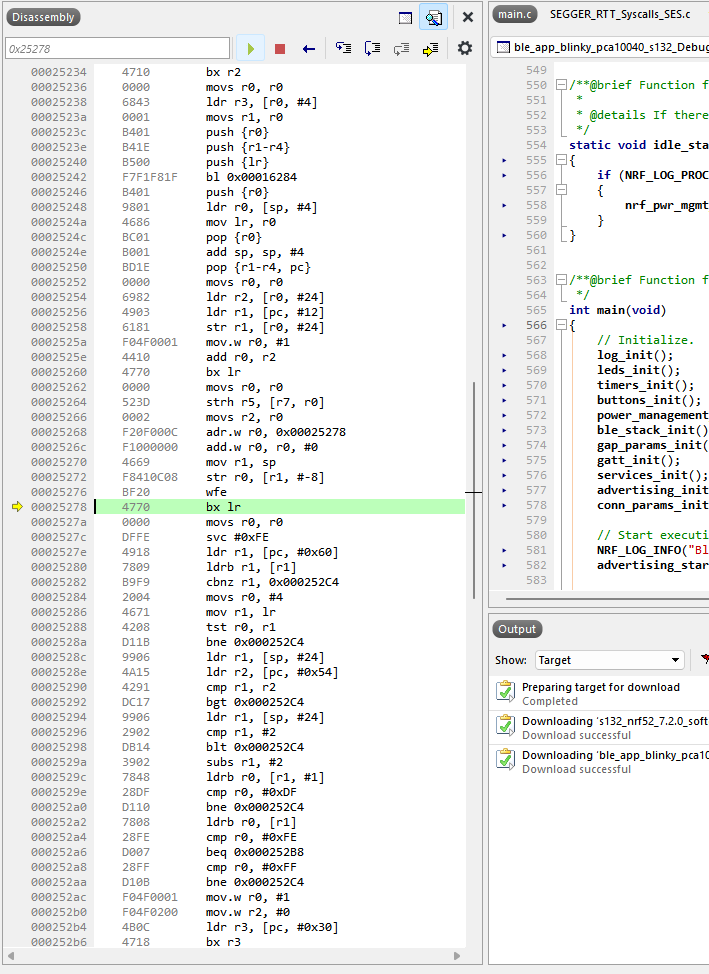 Disassembly
0x25278
00025234 4710 bx r2
00025236 0000 movs r0, r0
00025238 6843 ldr r3, [r0, #4]
0002523a 0001 movs r1, r0
0002523c B401 push {r0}
0002523e B41E push {r1-r4}
00025240 B500 push {lr}
00025242 F7F1F81F bl 0x00016284
00025246 B401 push {r0}
00025248 9801 ldr r0, [sp, #4]
0002524a 4686 mov lr, r0
0002524c BC01 pop {r0}
0002524e B001 add sp, sp, #4
00025250 BD1E pop {r1-r4, pc}
00025252 0000 movs r0, r0
00025254 6982 ldr r2, [r0, #24]
00025256 4903 ldr r1, [pc, #12]
00025258 6181 str r1, [r0, #24]
0002525a F04F0001 mov.w r0, #1
0002525e 4410 add r0, r2
00025260 4770 bx lr
00025262 0000 movs r0, r0
00025264 523D strh r5, [r7, r0]
00025266 0002 movs r2, r0
00025268 F20F000C adr.w r0, 0x00025278
0002526c F1000000 add.w r0, r0, #0
00025270 4669 mov r1, sp
00025272 F8410C08 str r0, [r1, #-8]
00025276 BF20 wfe
00025278 4770 bx lr
0002527a 0000 movs r0, r0
0002527c DFFE svc #0xFE
0002527e 4918 ldr r1, [pc, #0x60]
00025280 7809 ldrb r1, [r1]
00025282 B9F9 cbnz r1, 0x000252C4
00025284 2004 movs r0, #4
00025286 4671 mov r1, lr
00025288 4208 tst r0, r1
0002528a D11B bne 0x000252C4
0002528c 9906 ldr r1, [sp, #24]
0002528e 4A15 ldr r2, [pc, #0x54]
00025290 4291 cmp r1, r2
00025292 DC17 bgt 0x000252C4
00025294 9906 ldr r1, [sp, #24]
00025296 2902 cmp r1, #2
00025298 DB14 blt 0x000252C4
0002529a 3902 subs r1, #2
0002529c 7848 ldrb r0, [r1, #1]
0002529e 28DF cmp r0, #0xDF
000252a0 D110 bne 0x000252C4
000252a2 7808 ldrb r0, [r1]
000252a4 28FE cmp r0, #0xFE
000252a6 D007 beq 0x000252B8
000252a8 28FF cmp r0, #0xFF
000252aa D10B bne 0x000252C4
000252ac F04F0001 mov.w r0, #1
000252b0 F04F0200 mov.w r2, #0
000252b4 4B0C ldr r3, [pc, #0x30]
000252b6 4718 bx r3
main.c SEGGER_RTT_Syscalls_SES.c
ble_app_blinky_pca10040_s132_Debug
549
550 /**@brief Function f
551 *
552 * @details If there
553 */
554 static void idle_sta
555 {
556 if (NRF_LOG_PROC
557 {
558 nrf_pwr_mgmt
559 }
560 }
561
562
563 /**@brief Function f
564 */
565 int main(void)
566 {
567 // Initialize.
568 log_init();
569 leds_init();
570 timers_init();
571 buttons_init();
572 power_management
573 ble_stack_init()
574 gap_params_init(
575 gatt_init();
576 services_init();
577 advertising_init
578 conn_params_init
579
580 // Start executi
581 NRF_LOG_INFO("Bl
582 advertising_star
583
Output
Show: Target
Preparing target for download
Completed
Downloading 's132_nrf52_7.2.0_soft
Download successful
Downloading 'ble_app_blinky_pca10
Download successful